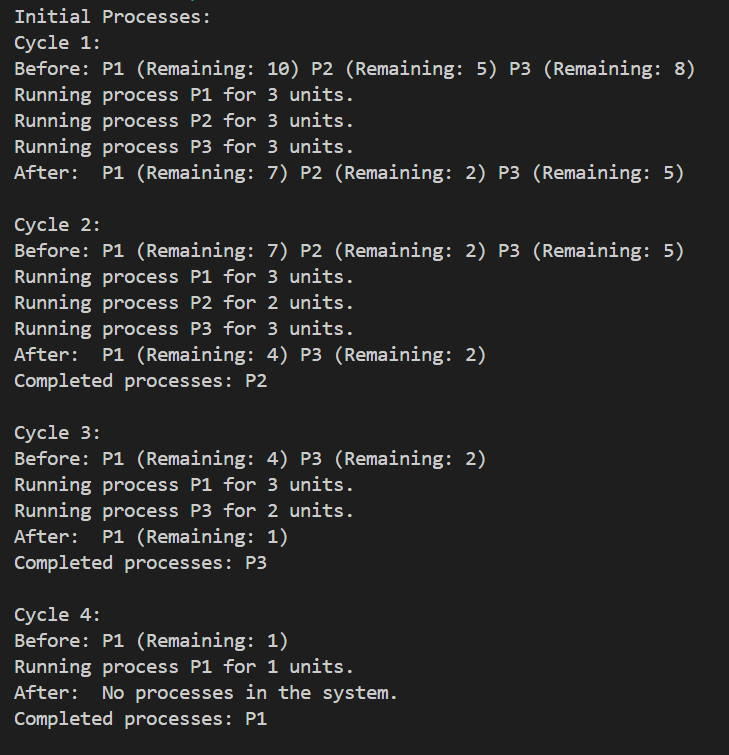 Initial Processes:
Cycle 1:
Before: P1 (Remaining: 10) P2 (Remaining: 5) P3 (Remaining: 8)
Running process P1 for 3 units.
Running process P2 for 3 units.
Running process P3 for 3 units.
After:  P1 (Remaining: 7) P2 (Remaining: 2) P3 (Remaining: 5)

Cycle 2:
Before: P1 (Remaining: 7) P2 (Remaining: 2) P3 (Remaining: 5)
Running process P1 for 3 units.
Running process P2 for 2 units.
Running process P3 for 3 units.
After:  P1 (Remaining: 4) P3 (Remaining: 2)
Completed processes: P2

Cycle 3:
Before: P1 (Remaining: 4) P3 (Remaining: 2)
Running process P1 for 3 units.
Running process P3 for 2 units.
After:  P1 (Remaining: 1)
Completed processes: P3

Cycle 4:
Before: P1 (Remaining: 1)
Running process P1 for 1 units.
After:  No processes in the system.
Completed processes: P1